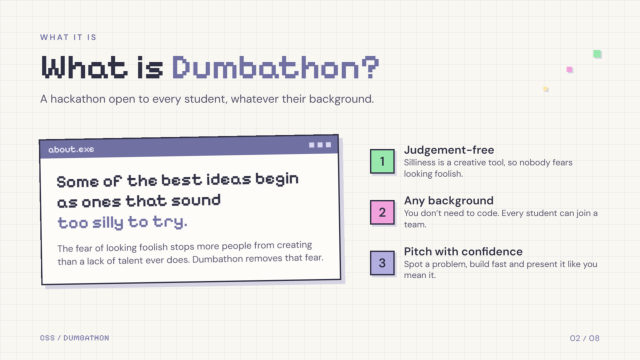 WHAT IT IS
What is Dumbathon?
A hackathon open to every student, whatever their background.
about.exe
Some of the best ideas begin
as ones that sound
too silly to try.
The fear of looking foolish stops more people from creating
than a lack of talent ever does. Dumbathon removes that fear.
1
Judgement-free
Silliness is a creative tool, so nobody fears
looking foolish.
2
Any background
You don't need to code. Every student can join a
team.
3
Pitch with confidence
Spot a problem, build fast and present it like you
mean it.
OSS / DUMBATHON
02 / 08